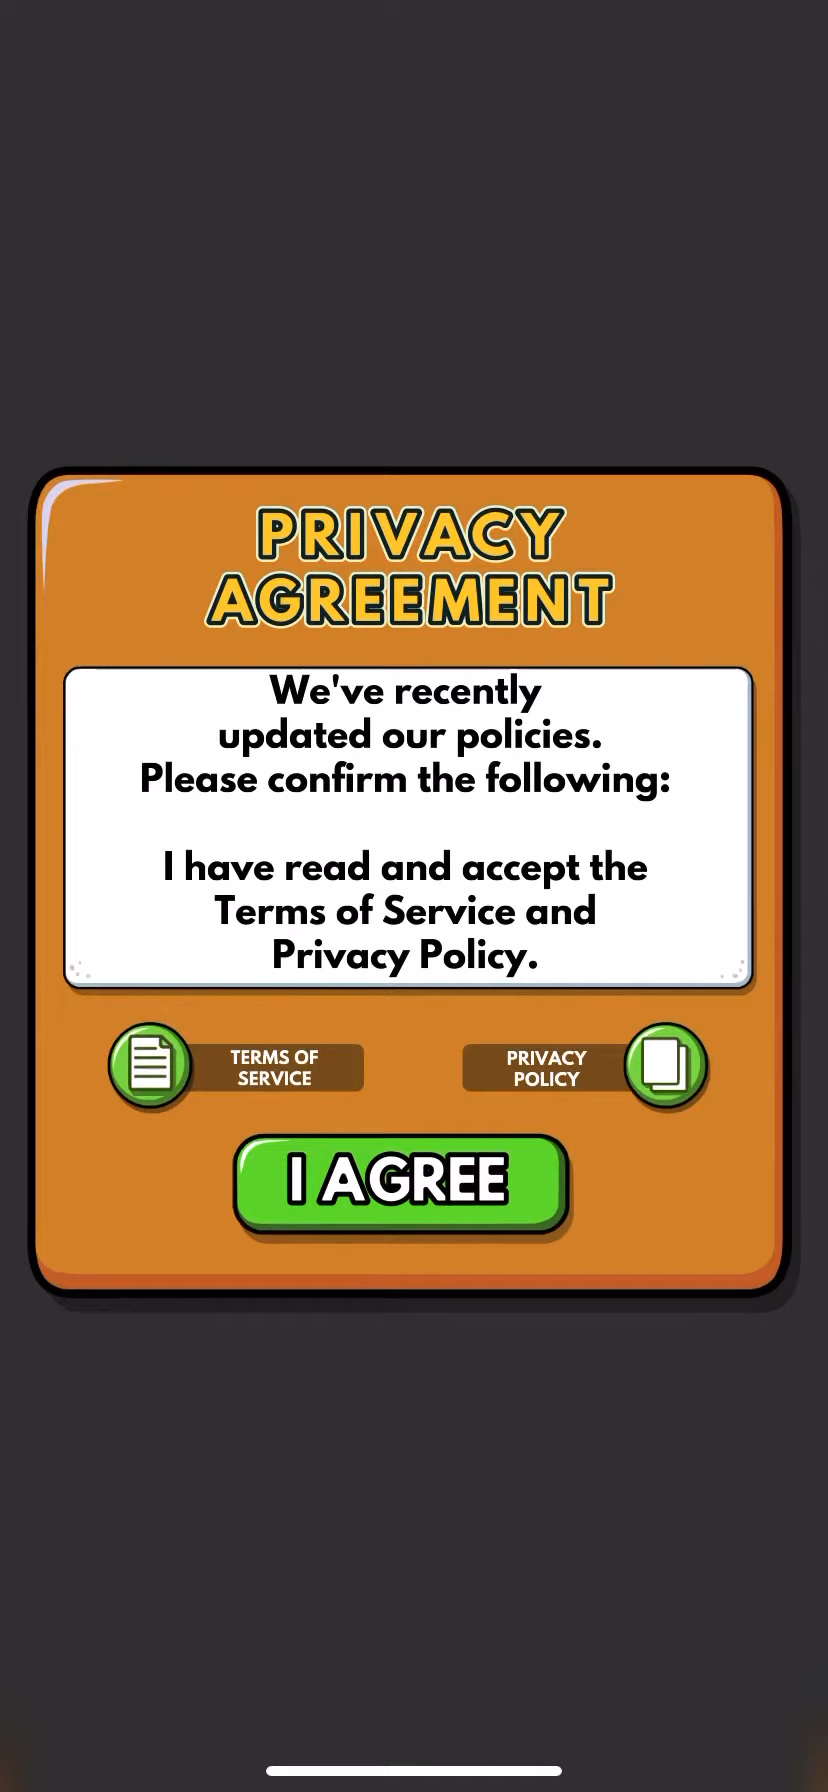 PRIVACY
AGREEMENT
We've recently
updated our policies.
Please confirm the following:
I have read and accept the
Terms of Service and
Privacy Policy.
TERMS OF
SERVICE
PRIVACY
POLICY
I AGREE